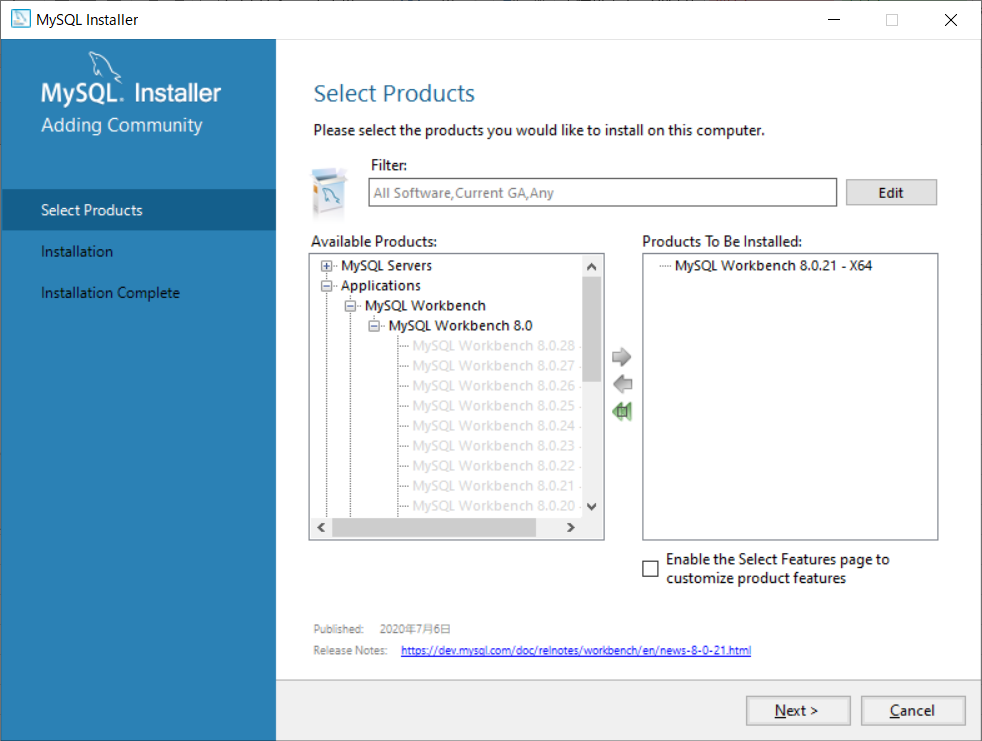 MySQL Installer
MySQL. Installer
Adding Community
Select Products
Installation
Installation Complete
Select Products
Please select the products you would like to install on this computer.
Filter:
All Software,Current GA,Any
Edit
Available Products:
MySQL Servers
Applications
MySQL Workbench
MySQL Workbench 8.0
MySQL Workbench 8.0.28 -
MySQL Workbench 8.0.27 -
MySQL Workbench 8.0.26 -
MySQL Workbench 8.0.25 -
MySQL Workbench 8.0.24 -
MySQL Workbench 8.0.23 -
MySQL Workbench 8.0.22 -
MySQL Workbench 8.0.21 -
MySQL Workbench 8.0.20 -
Products To Be Installed:
MySQL Workbench 8.0.21 - X64
Enable the Select Features page to
customize product features
Published: 2020年7月6日
Release Notes: https://dev.mysql.com/doc/relnotes/workbench/en/news-8-0-21.html
Next >
Cancel